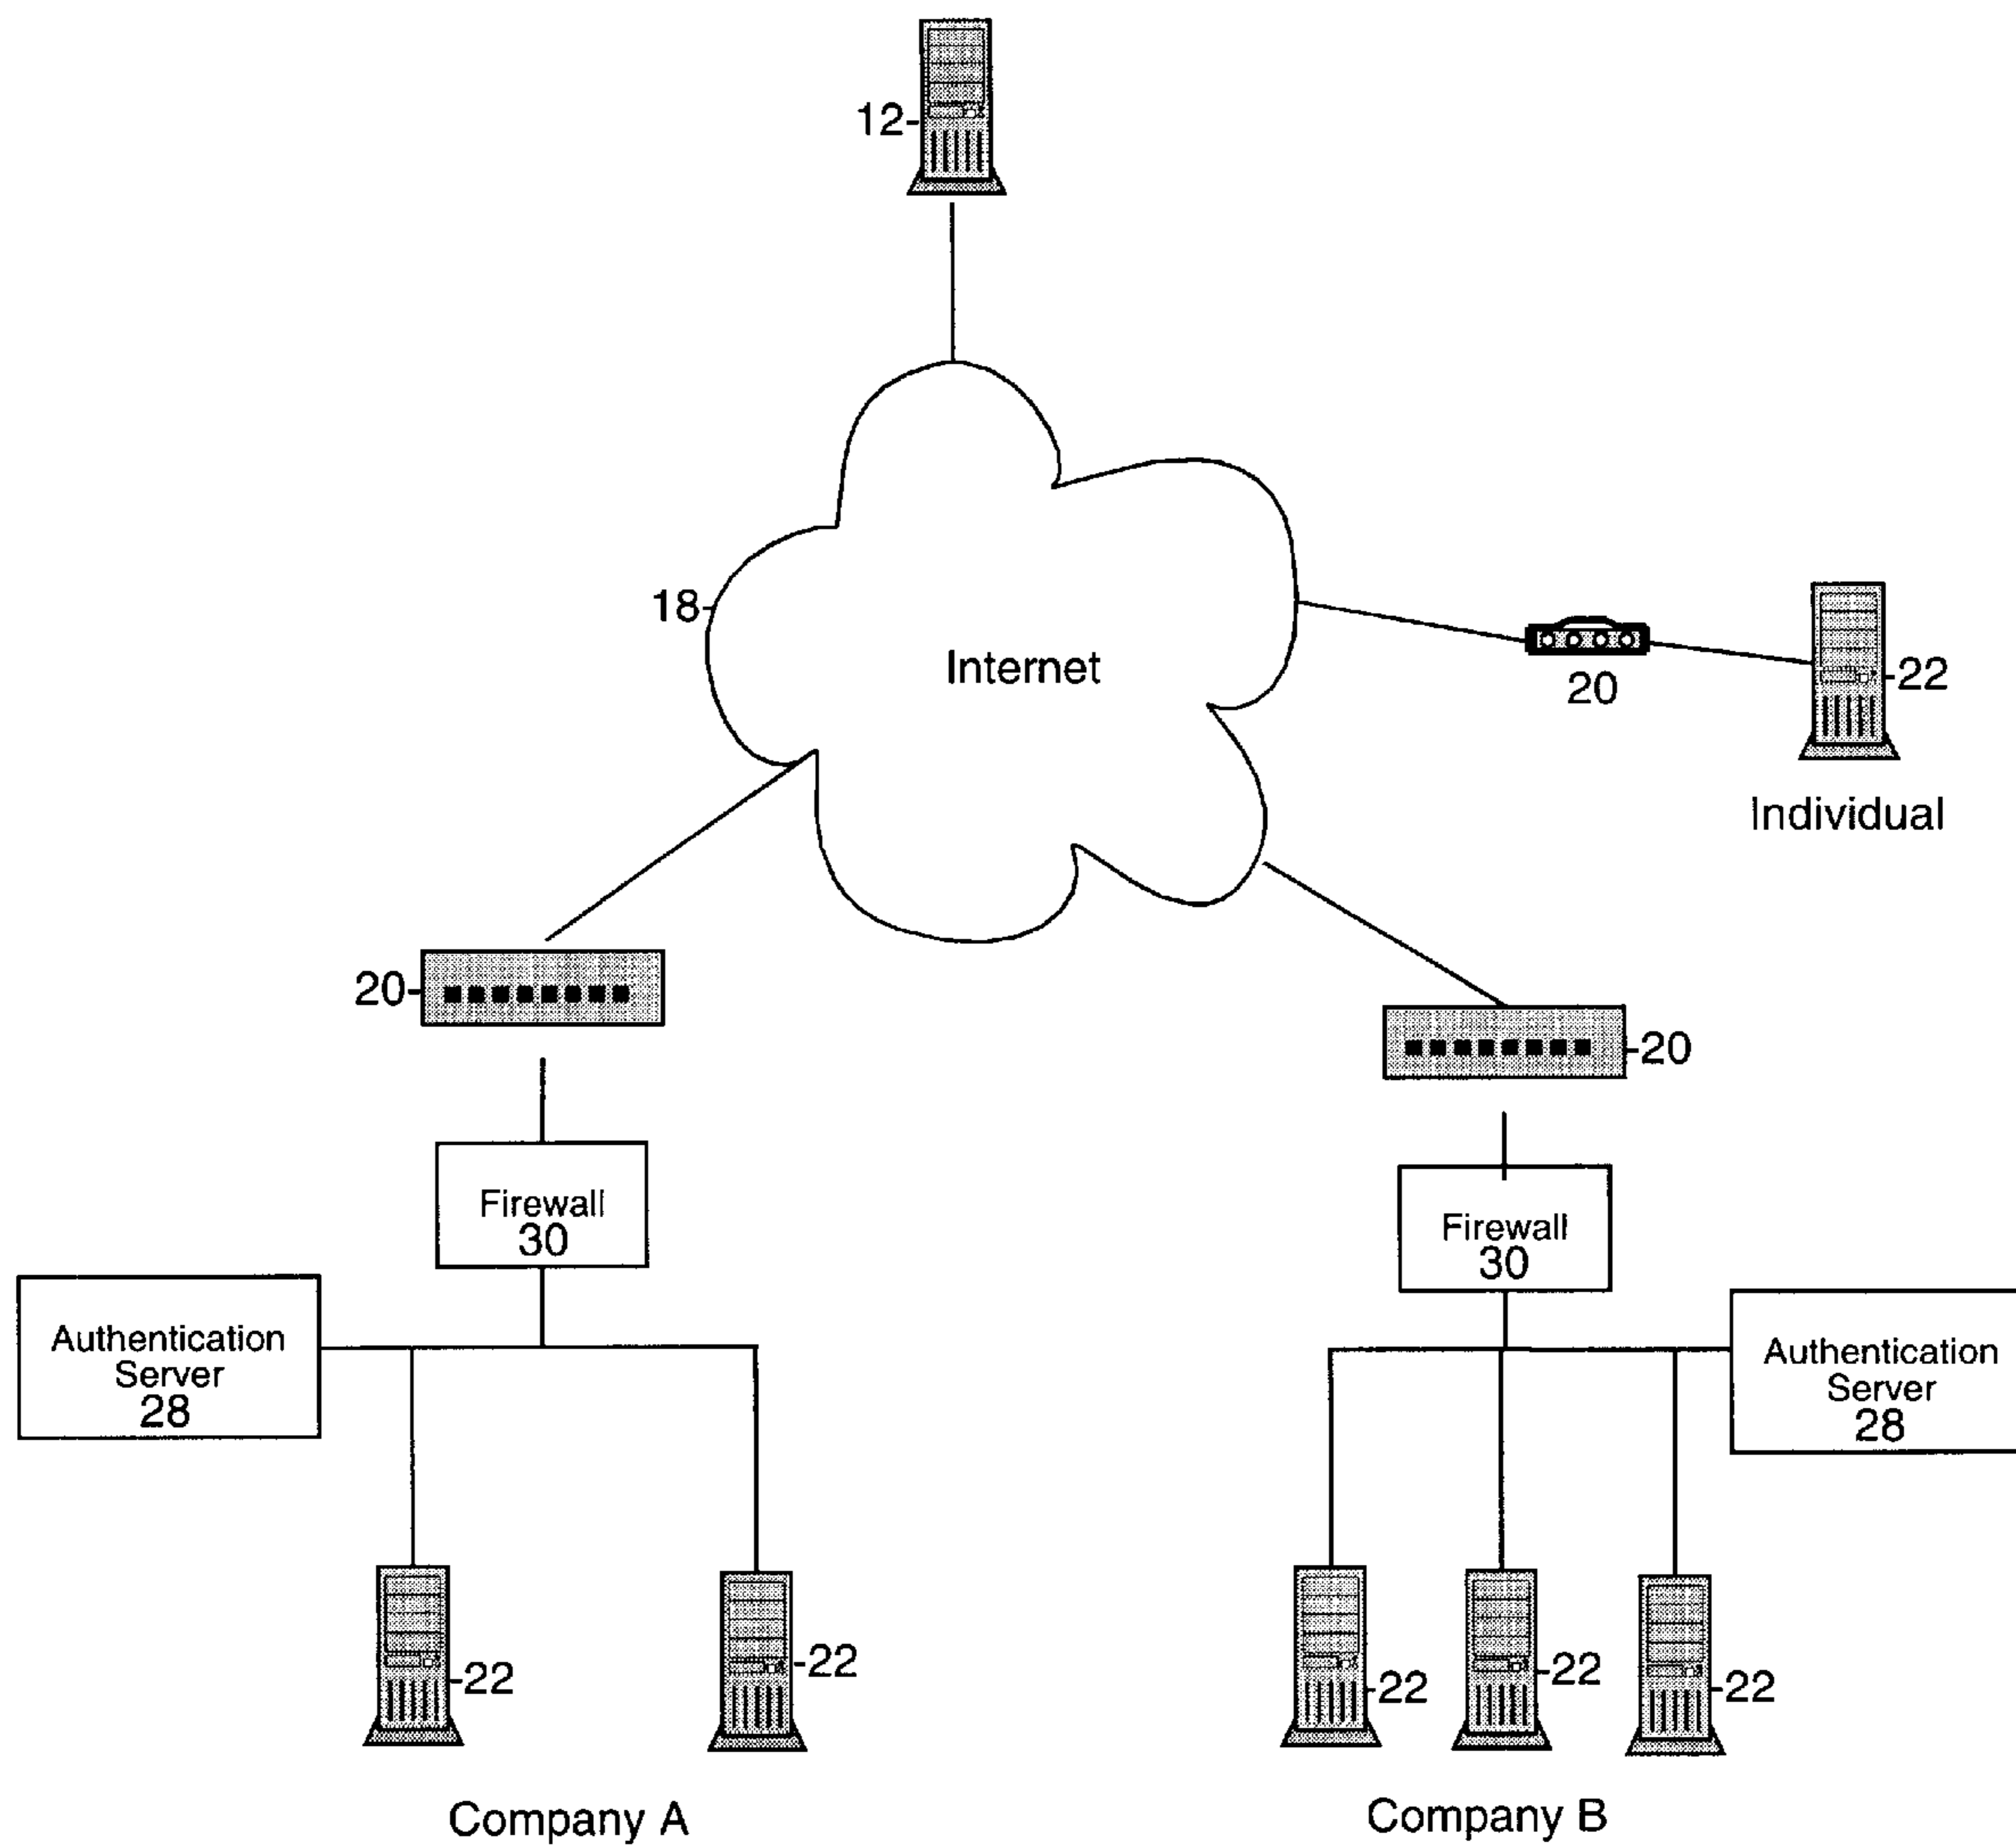 12
18
Internet
20
22
Individual
20
20
Firewall
30
Firewall
30
Authentication
Server
28
Authentication
Server
28
22
22
22
22
22
Company A
Company B